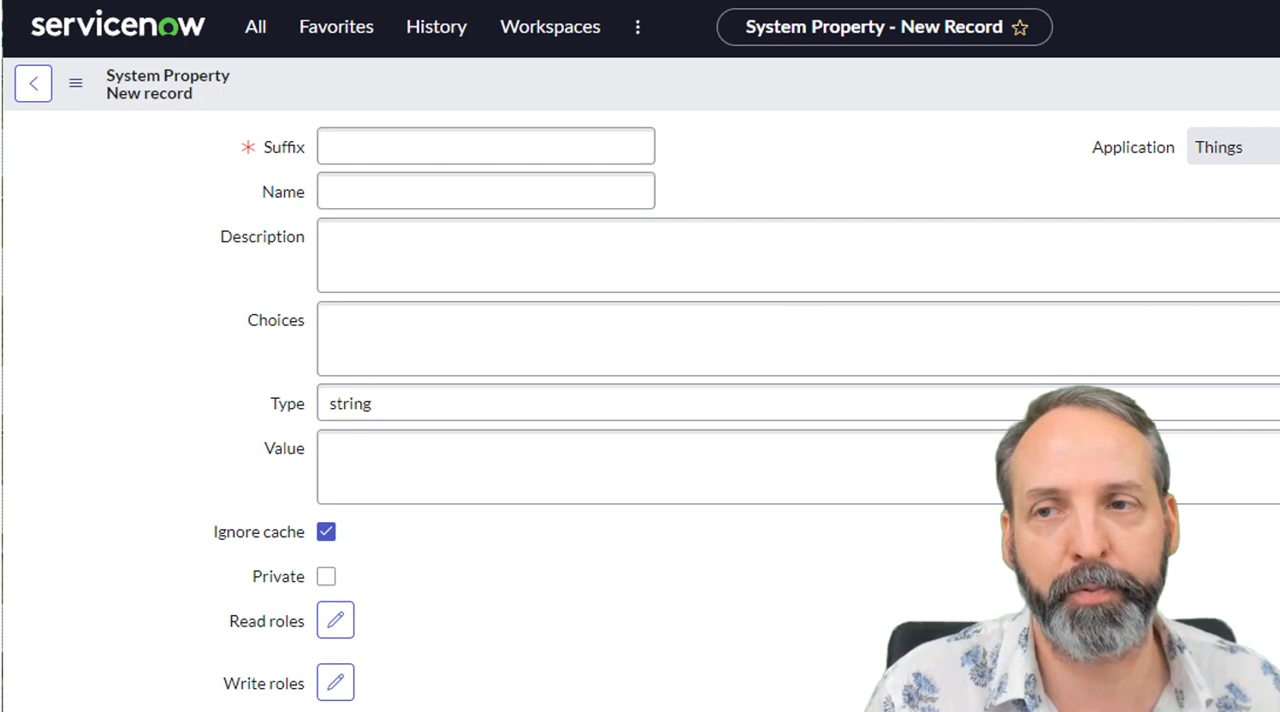 servicenow All Favorites History Workspaces System Property - New Record
System Property
New record
Suffix Application Things
Name
Description
Choices
Type string
Value
Ignore cache
Private
Read roles
Write roles